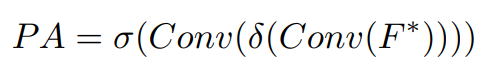 PA = σ(Conv(δ(Conv(F*))))